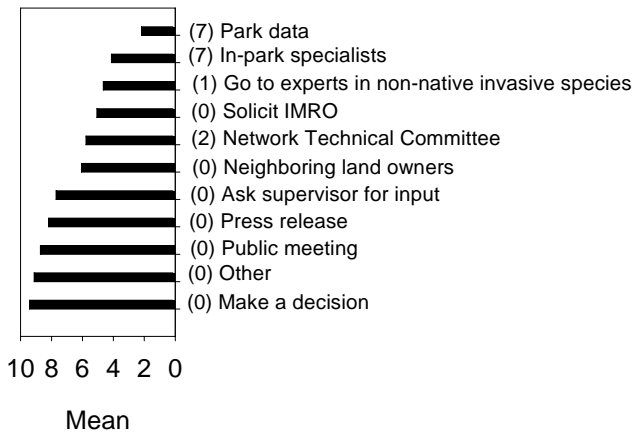 (7) Park data
(7) In-park specialists
(1) Go to experts in non-native invasive species
(0) Solicit IMRO
(2) Network Technical Committee
(0) Neighboring land owners
(0) Ask supervisor for input
(0) Press release
(0) Public meeting
(0) Other
(0) Make a decision
10 8 6 4 2 0
Mean